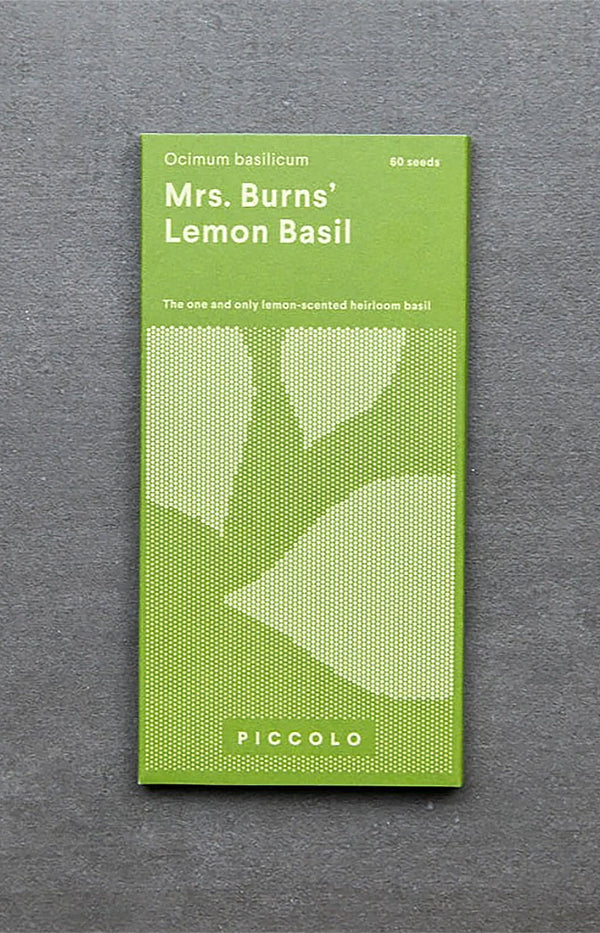 Ocimum basilicum 60 seeds
Mrs. Burns’
Lemon Basil
The one and only lemon-scented heirloom basil
PICCOLO